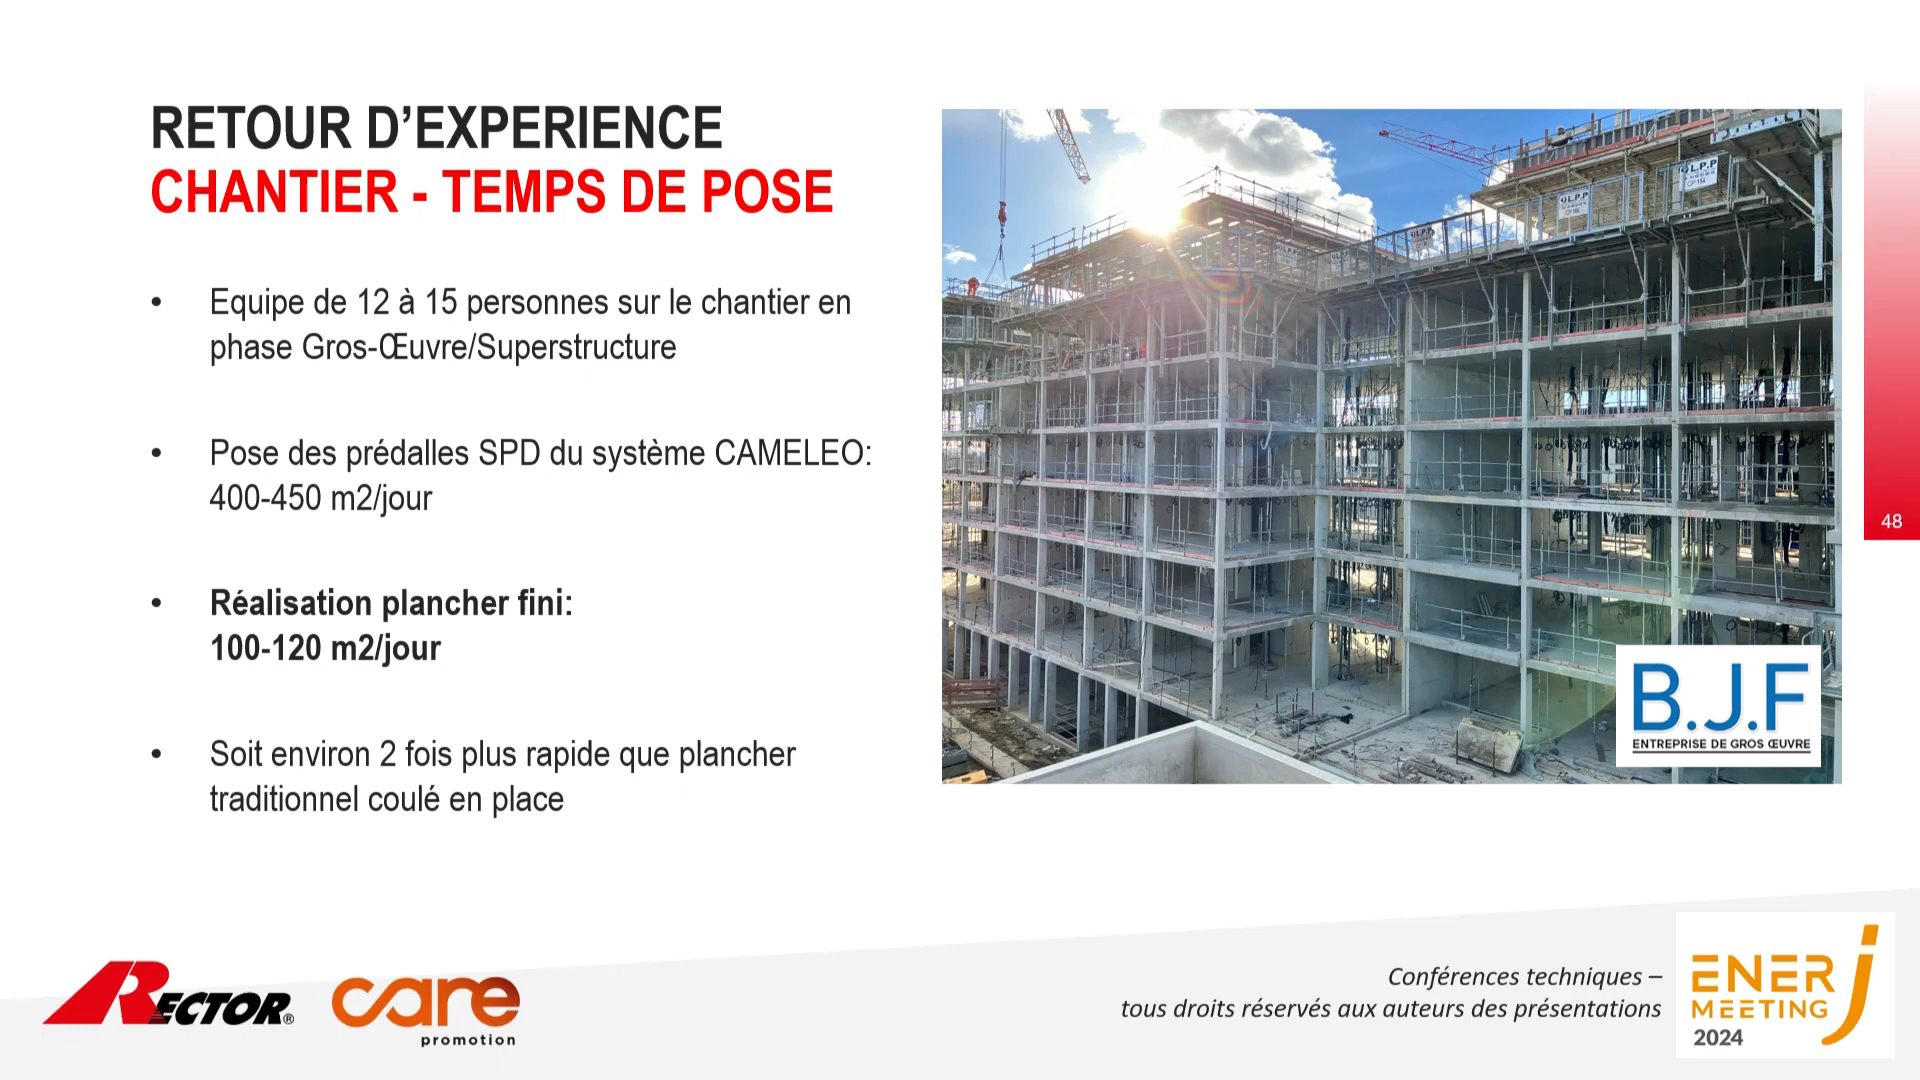 RETOUR D’EXPERIENCE
CHANTIER - TEMPS DE POSE
• Equipe de 12 à 15 personnes sur le chantier en
phase Gros-Œuvre/Superstructure
• Pose des prédalles SPD du système CAMELEO:
400-450 m2/jour
• Réalisation plancher fini:
100-120 m2/jour
• Soit environ 2 fois plus rapide que plancher
traditionnel coulé en place
B.J.F
ENTREPRISE DE GROS ŒUVRE
48
RECTOR®
care
promotion
Conférences techniques –
tous droits réservés aux auteurs des présentations
ENERJ
MEETING
2024